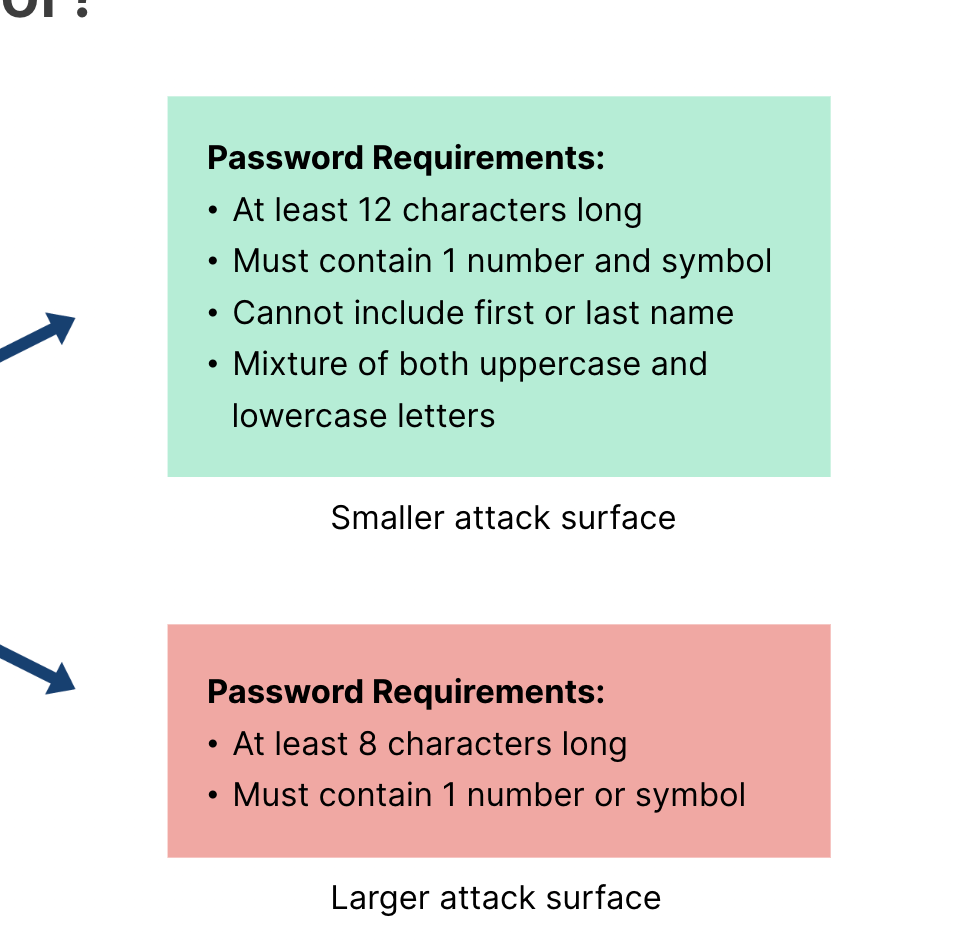 Password Requirements:
• At least 12 characters long
• Must contain 1 number and symbol
• Cannot include first or last name
• Mixture of both uppercase and
lowercase letters
Smaller attack surface
Password Requirements:
• At least 8 characters long
• Must contain 1 number or symbol
Larger attack surface